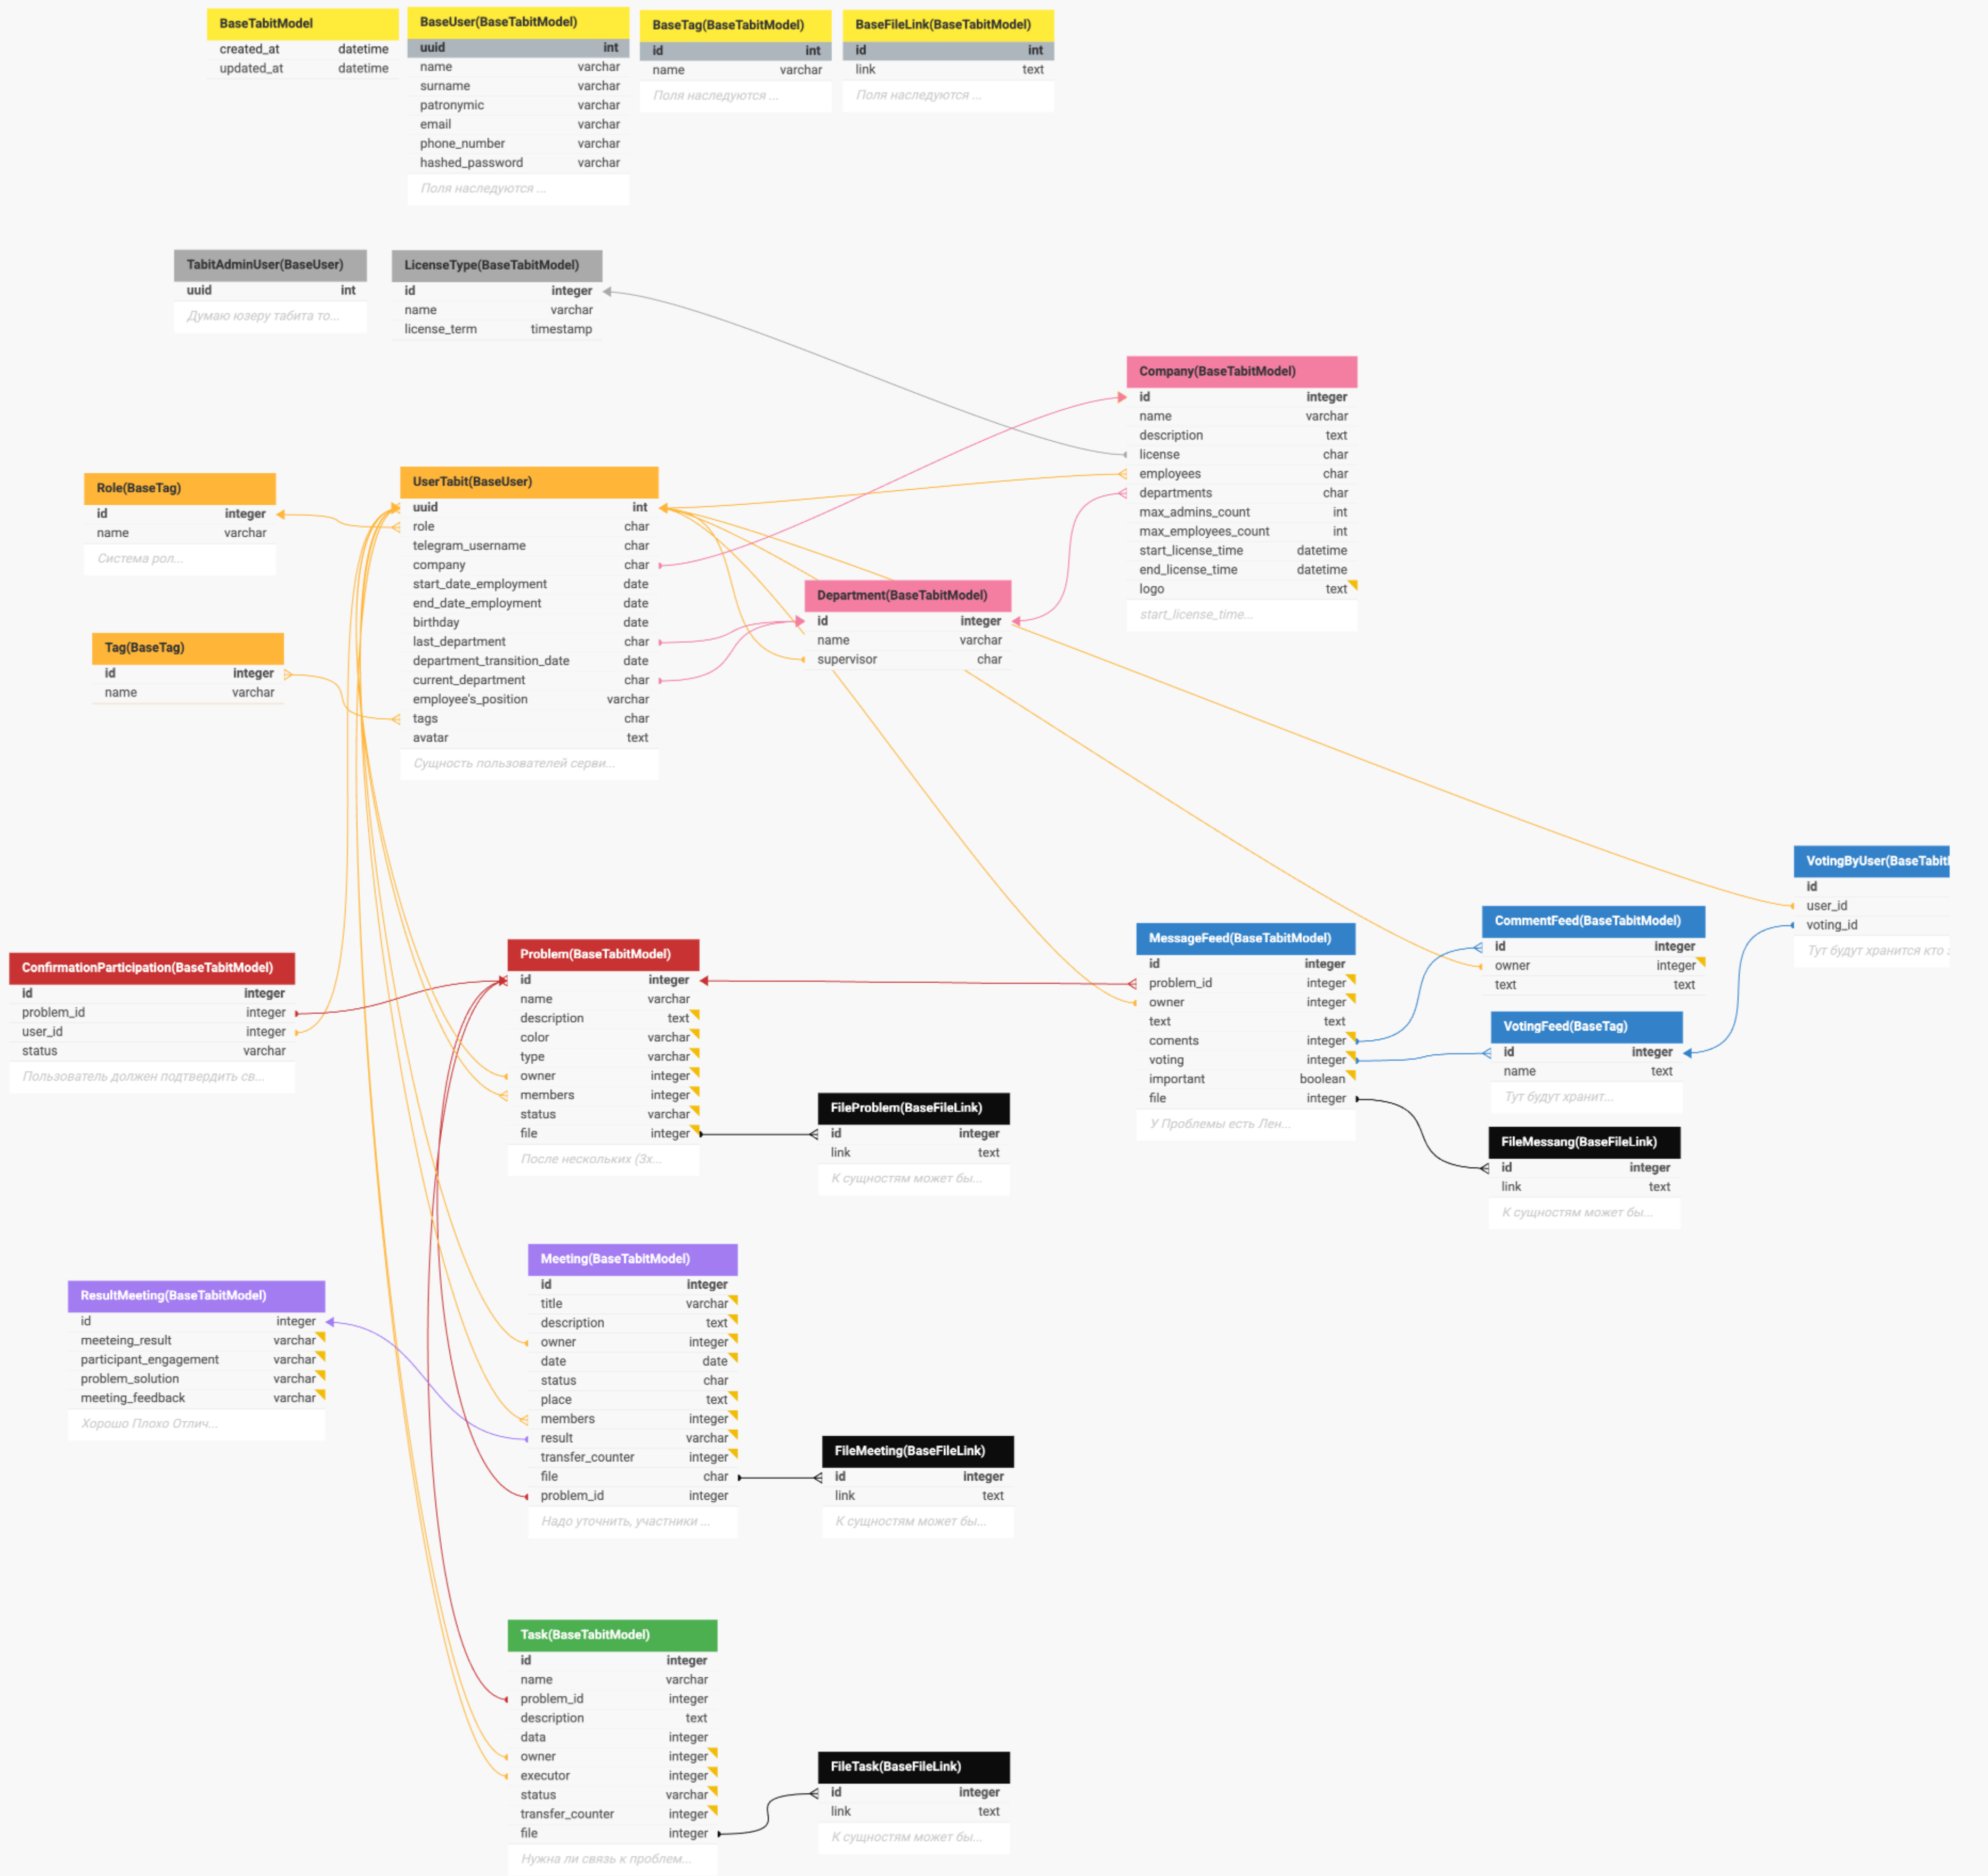 BaseTabitModel
created_at datetime
updated_at datetime
BaseUser(BaseTabitModel)
uuid int
name varchar
surname varchar
patronymic varchar
email varchar
phone_number varchar
hashed_password varchar
Поля наследуются ...
BaseTag(BaseTabitModel)
id int
name varchar
Поля наследуются ...
BaseFileLink(BaseTabitModel)
id int
link text
Поля наследуются ...
TabitAdminUser(BaseUser)
uuid int
Думаю юзеру табита то...
LicenseType(BaseTabitModel)
id integer
name varchar
license_term timestamp
Company(BaseTabitModel)
id integer
name varchar
description text
license char
employees char
departments char
max_admins_count int
max_employees_count int
start_license_time datetime
end_license_time datetime
logo text
start_license_time...
Role(BaseTag)
id integer
name varchar
Система рол...
UserTabit(BaseUser)
uuid int
role char
telegram_username char
company char
start_date_employment date
end_date_employment date
birthday date
last_department char
department_transition_date date
current_department char
employee's_position varchar
tags char
avatar text
Сущность пользователей серви...
Department(BaseTabitModel)
id integer
name varchar
supervisor char
Tag(BaseTag)
id integer
name varchar
VotingByUser(BaseTabitI
id
user_id
voting_id
Тут будут хранится кто
CommentFeed(BaseTabitModel)
id integer
owner integer
text text
MessageFeed(BaseTabitModel)
id integer
problem_id integer
owner integer
text text
coments integer
voting integer
important boolean
file integer
У Проблемы есть Лен...
VotingFeed(BaseTag)
id integer
name text
Тут будут хранит...
FileMessang(BaseFileLink)
id integer
link text
К сущностям может бы...
ConfirmationParticipation(BaseTabitModel)
id integer
problem_id integer
user_id integer
status varchar
Пользователь должен подтвердить св...
Problem(BaseTabitModel)
id integer
name varchar
description text
color varchar
type varchar
owner integer
members integer
status varchar
file integer
После нескольких (3х...
FileProblem(BaseFileLink)
id integer
link text
К сущностям может бы...
Meeting(BaseTabitModel)
id integer
title varchar
description text
owner integer
date date
status char
place text
members integer
result varchar
transfer_counter integer
file char
problem_id integer
Надо уточнить, участники ...
ResultMeeting(BaseTabitModel)
id integer
meeteing_result varchar
participant_engagement varchar
problem_solution varchar
meeting_feedback varchar
Хорошо Плохо Отлич...
FileMeeting(BaseFileLink)
id integer
link text
К сущностям может бы...
Task(BaseTabitModel)
id integer
name varchar
problem_id integer
description text
data integer
owner integer
executor integer
status varchar
transfer_counter integer
file integer
Нужна ли связь к проблем...
FileTask(BaseFileLink)
id integer
link text
К сущностям может бы...